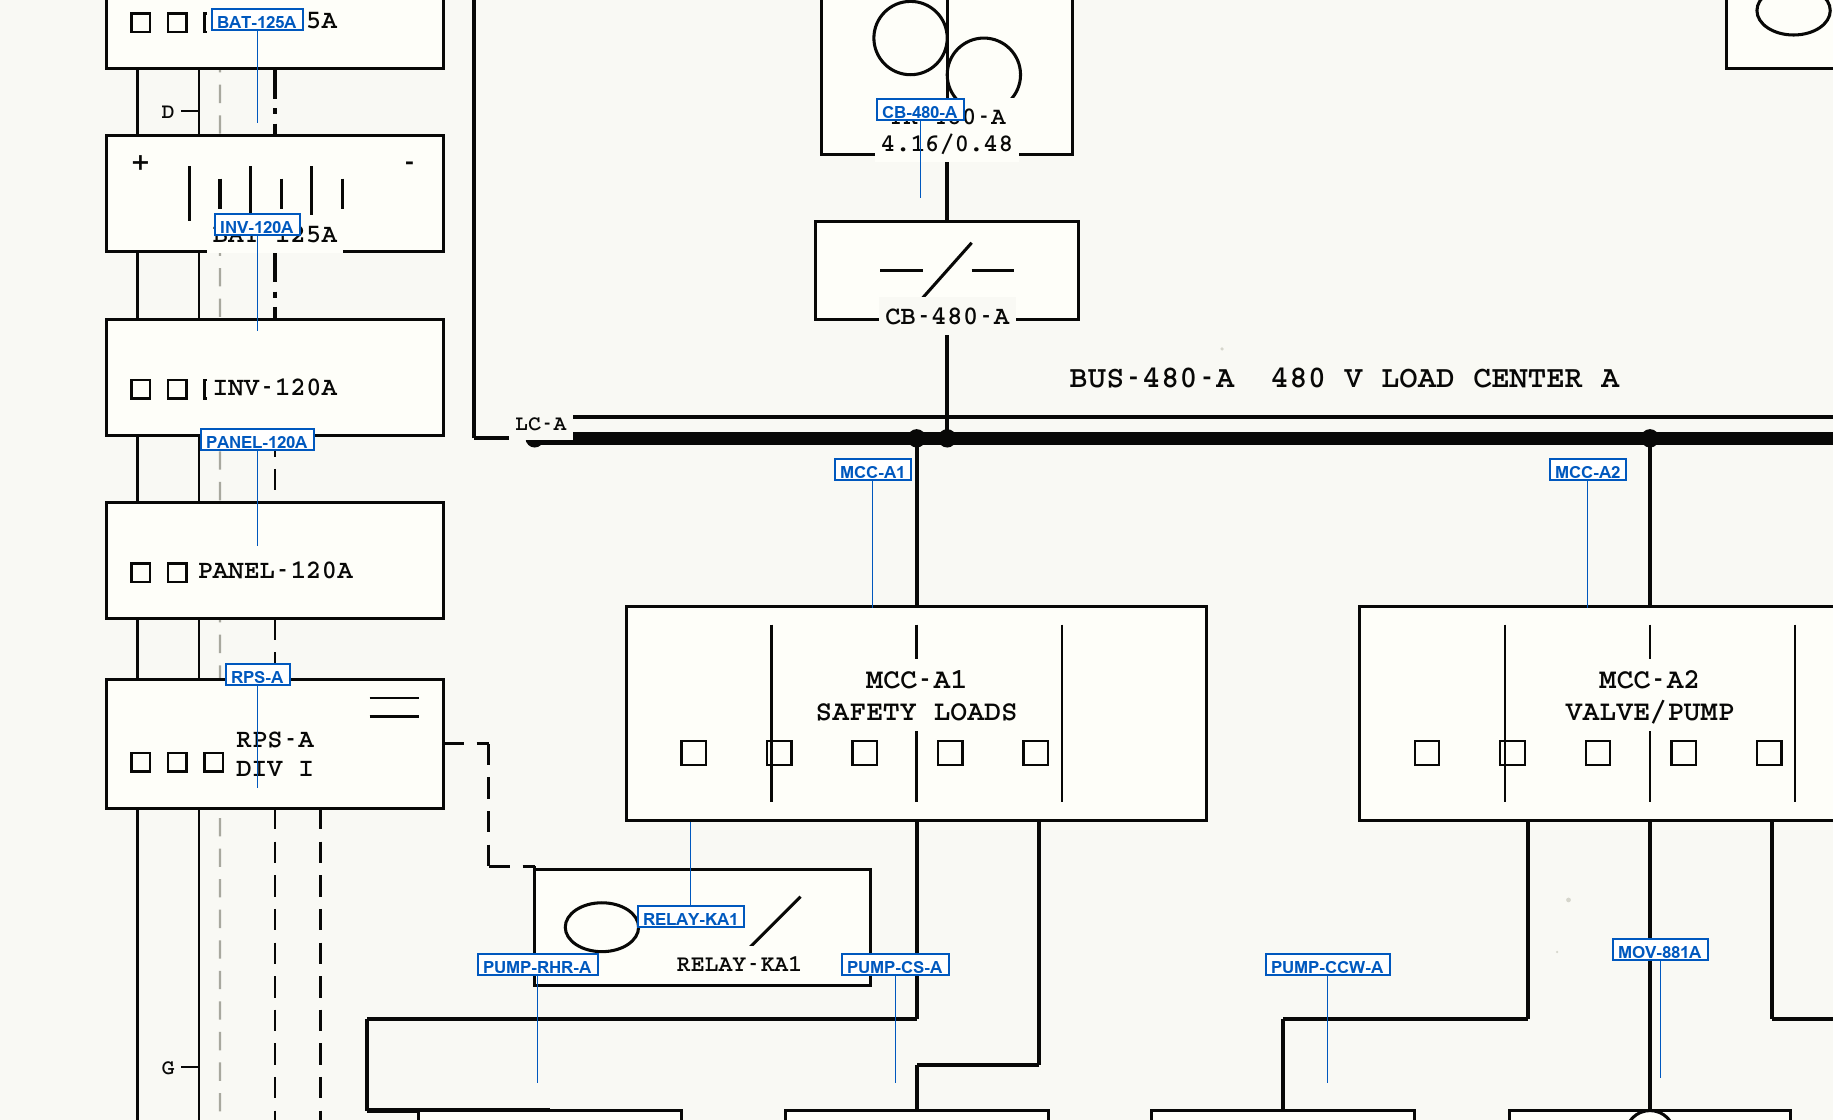 BAT-125A
5A
D
CB-480-A
4.16/0.48
+ -
INV-120A
BAT-125A
CB-480-A
BUS-480-A 480 V LOAD CENTER A
INV-120A
LC-A
PANEL-120A
MCC-A1
MCC-A2
PANEL-120A
RPS-A
MCC-A1
SAFETY LOADS
MCC-A2
VALVE/PUMP
RPS-A
DIV I
RELAY-KA1
RELAY-KA1
PUMP-RHR-A
PUMP-CS-A
PUMP-CCW-A
MOV-881A
G